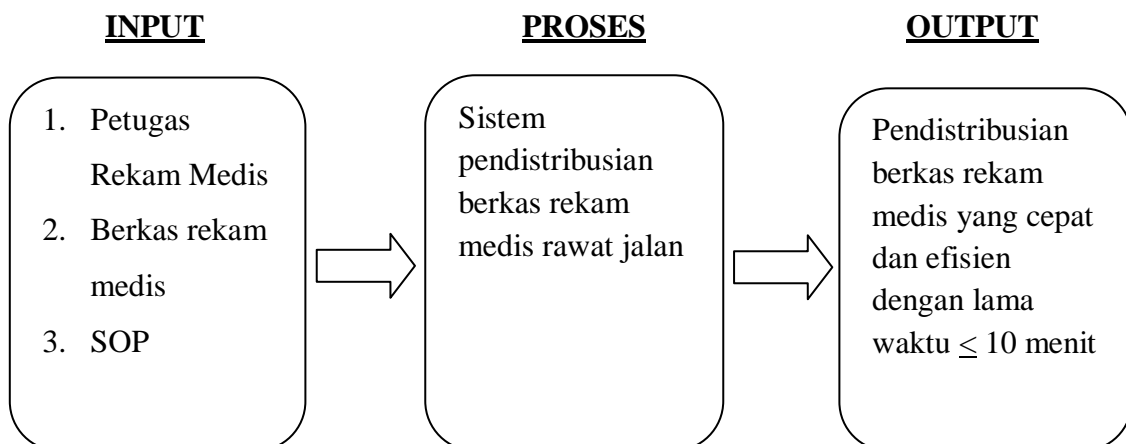 INPUT
PROSES
OUTPUT
1. Petugas
Rekam Medis
2. Berkas rekam
medis
3. SOP
Sistem
pendistribusian
berkas rekam
medis rawat jalan
Pendistribusian
berkas rekam
medis yang cepat
dan efisien
dengan lama
waktu ≤ 10 menit